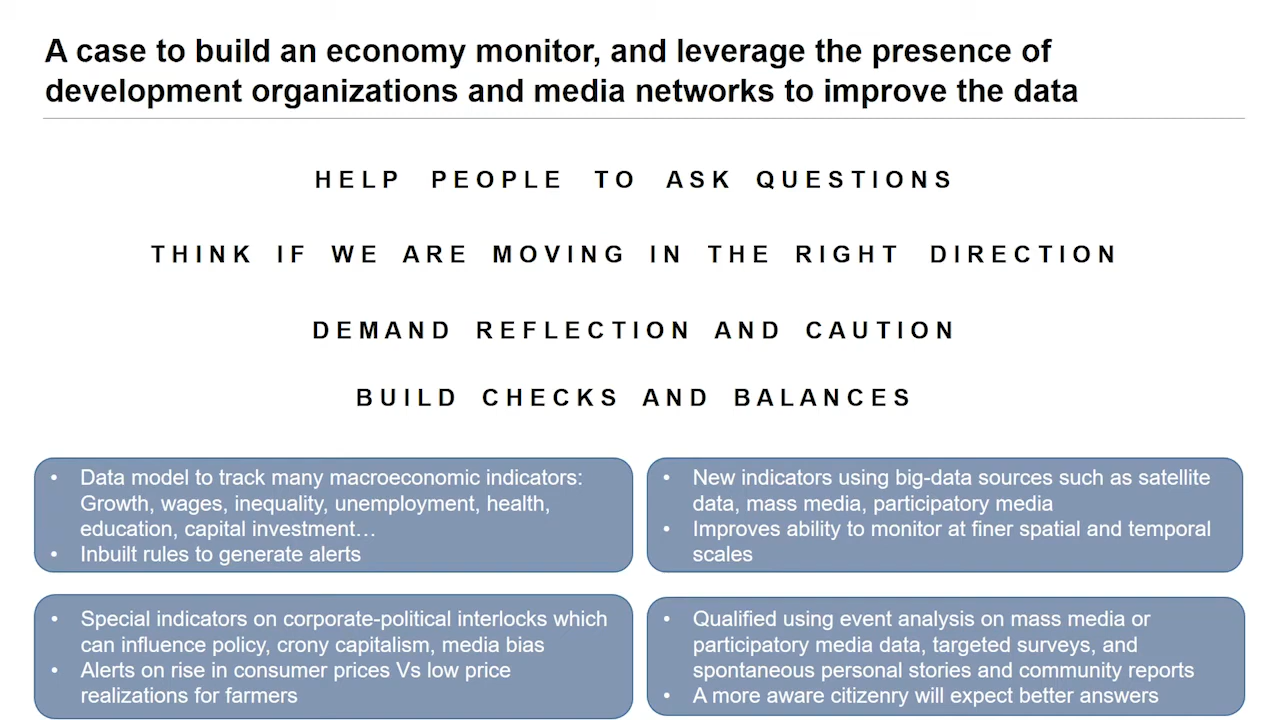 A case to build an economy monitor, and leverage the presence of
development organizations and media networks to improve the data
HELP PEOPLE TO ASK QUESTIONS
THINK IF WE ARE MOVING IN THE RIGHT DIRECTION
DEMAND REFLECTION AND CAUTION
BUILD CHECKS AND BALANCES
• Data model to track many macroeconomic indicators:
Growth, wages, inequality, unemployment, health,
education, capital investment…
• Inbuilt rules to generate alerts
• New indicators using big-data sources such as satellite
data, mass media, participatory media
• Improves ability to monitor at finer spatial and temporal
scales
• Special indicators on corporate-political interlocks which
can influence policy, crony capitalism, media bias
• Alerts on rise in consumer prices Vs low price
realizations for farmers
• Qualified using event analysis on mass media or
participatory media data, targeted surveys, and
spontaneous personal stories and community reports
• A more aware citizenry will expect better answers